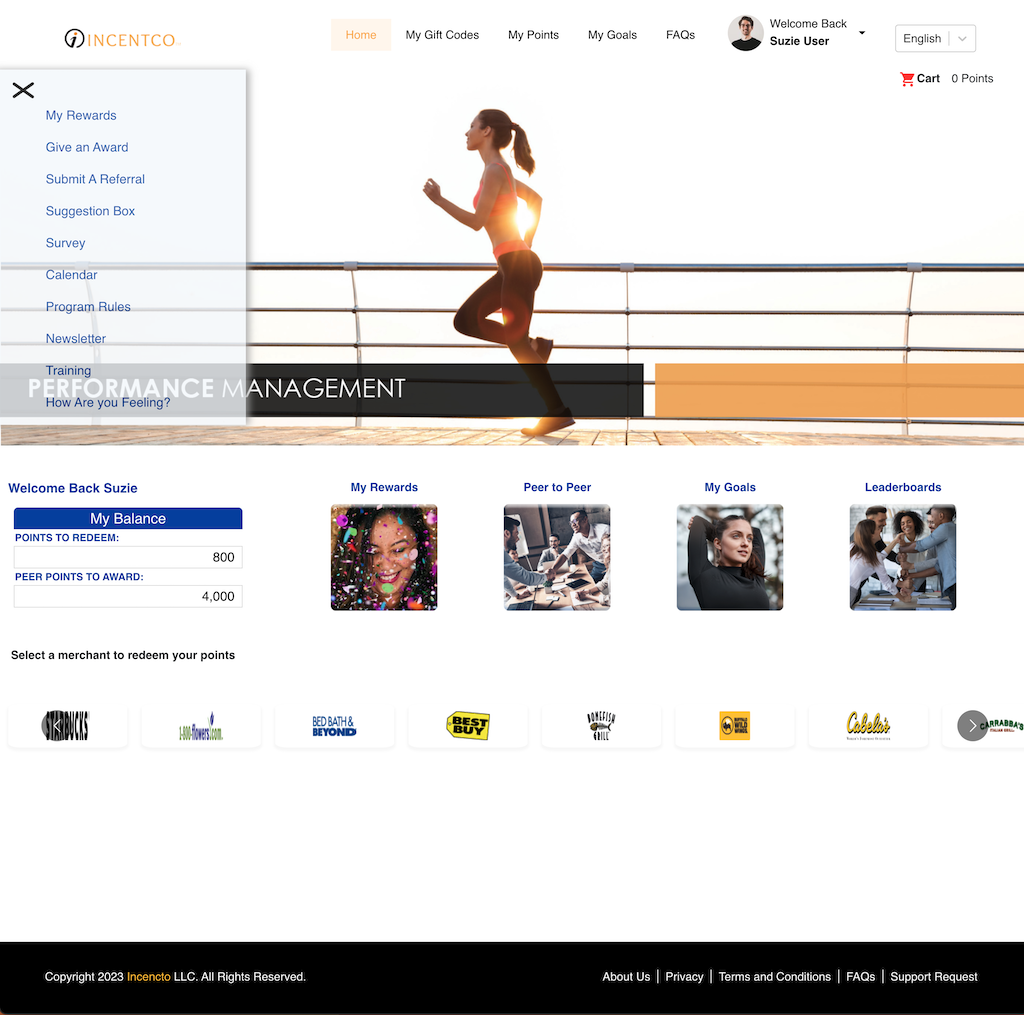 INCENTCO
Home
My Gift Codes
My Points
My Goals
FAQs
Welcome Back
Suzie User
English
Cart 0 Points
My Rewards
Give an Award
Submit A Referral
Suggestion Box
Survey
Calendar
Program Rules
Newsletter
Training
PERFORMANCE MANAGEMENT
How Are you Feeling?
Welcome Back Suzie
My Balance
POINTS TO REDEEM:
800
PEER POINTS TO AWARD:
4,000
My Rewards
Peer to Peer
My Goals
Leaderboards
Select a merchant to redeem your points
STARBUCKS
1-800-flowers.com.
BED BATH &
BEYOND
BEST
BUY
BONEFISH
GRILL
BUFFALO
WILD
WINGS
Cabela's
CARRABBA'S
ITALIAN GRILL
Copyright 2023 Incencto LLC. All Rights Reserved.
About Us | Privacy | Terms and Conditions | FAQs | Support Request